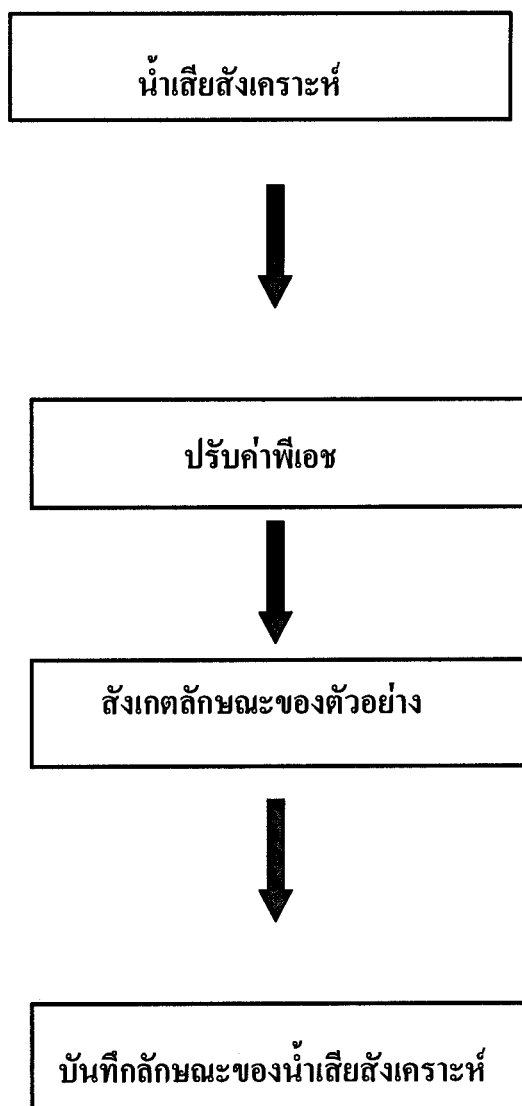 น้ำเสียสังเคราะห์
ปรับค่าพีเอช
สังเกตลักษณะของตัวอย่าง
บันทึกลักษณะของน้ำเสียสังเคราะห์